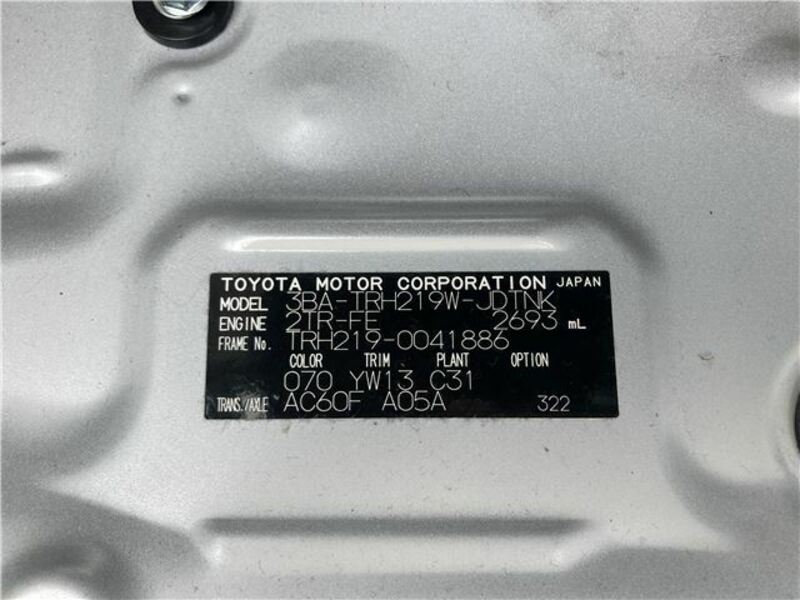 TOYOTA MOTOR CORPORATION JAPAN
MODEL 3BA-TRH219W-JDTNK
ENGINE 2TR-FE 2693 mL
FRAME No. TRH219-0041886
COLOR TRIM PLANT OPTION
070 YW13 C31
TRANS./AXLE AC60F A05A 322